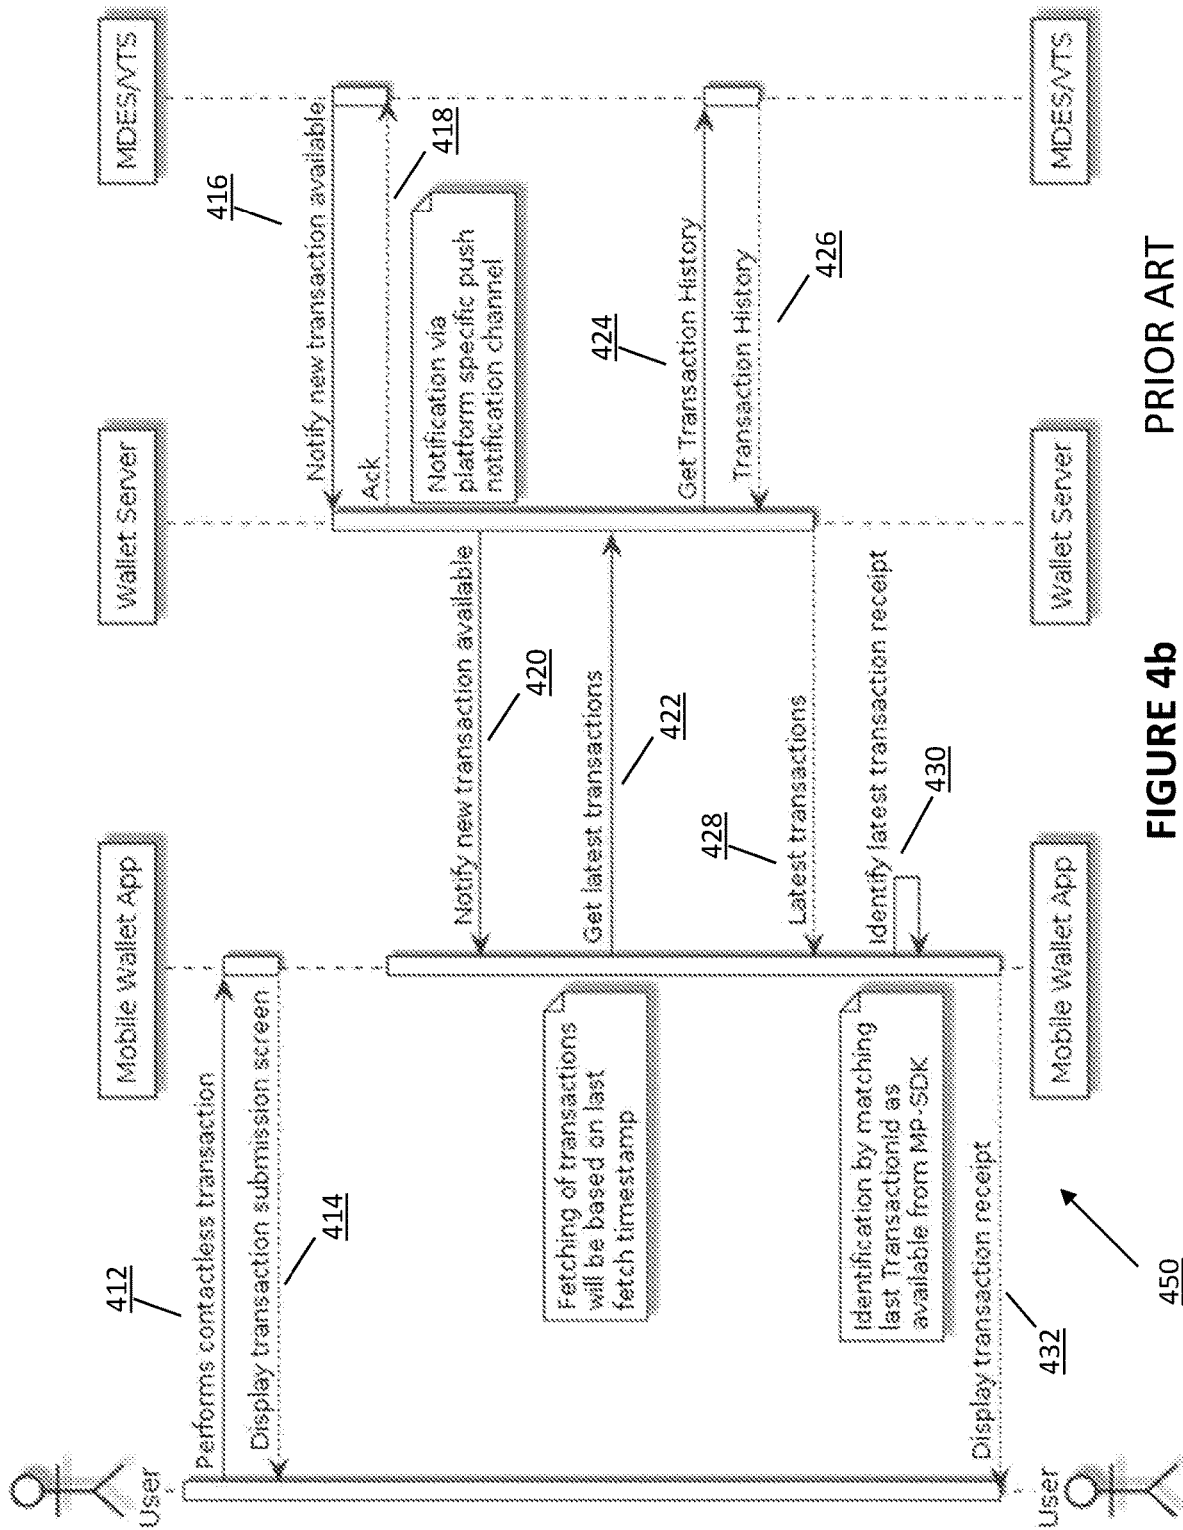 User
Mobile Wallet App
Wallet Server
MDES/VTS
412
Performs contactless transaction
Display transaction submission screen
414
416
Notify new transaction available
Ack
418
Notification via
platform specific push
notification channel
Notify new transaction available
420
Fetching of transactions
will be based on last
fetch timestamp
Get latest transactions
422
424
Get Transaction History
Transaction History
426
428
Latest transactions
Identify latest transaction receipt
430
Identification by matching
last TransactionId as
available from MP-SDK
Display transaction receipt
432
User
Mobile Wallet App
Wallet Server
MDES/VTS
450
FIGURE 4b
PRIOR ART